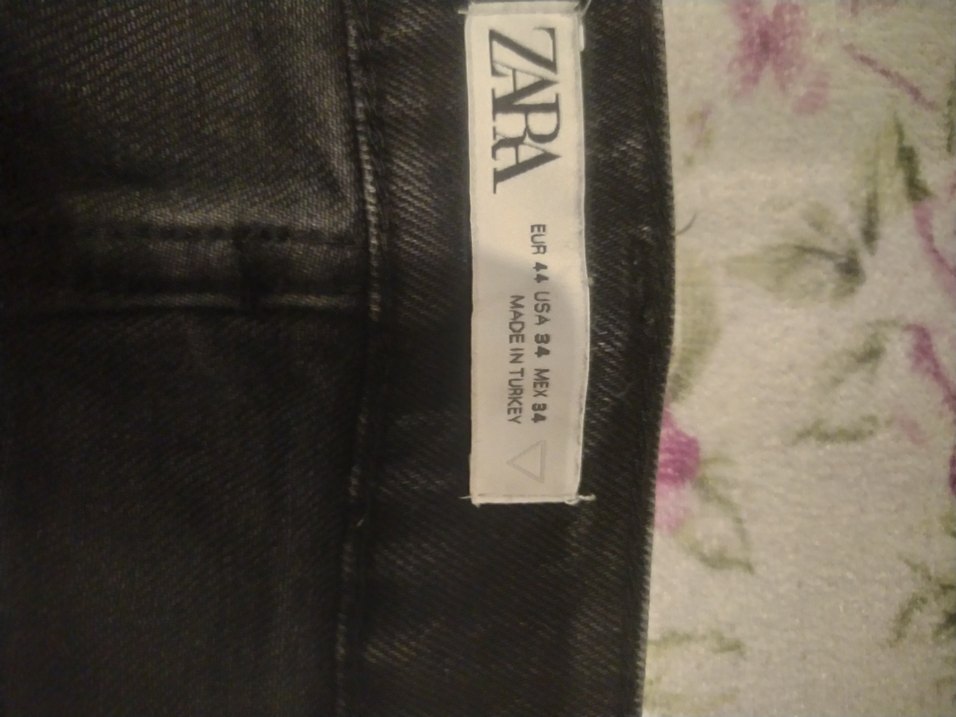 ZARA
EUR 44 USA 34 MEX 34
MADE IN TURKEY